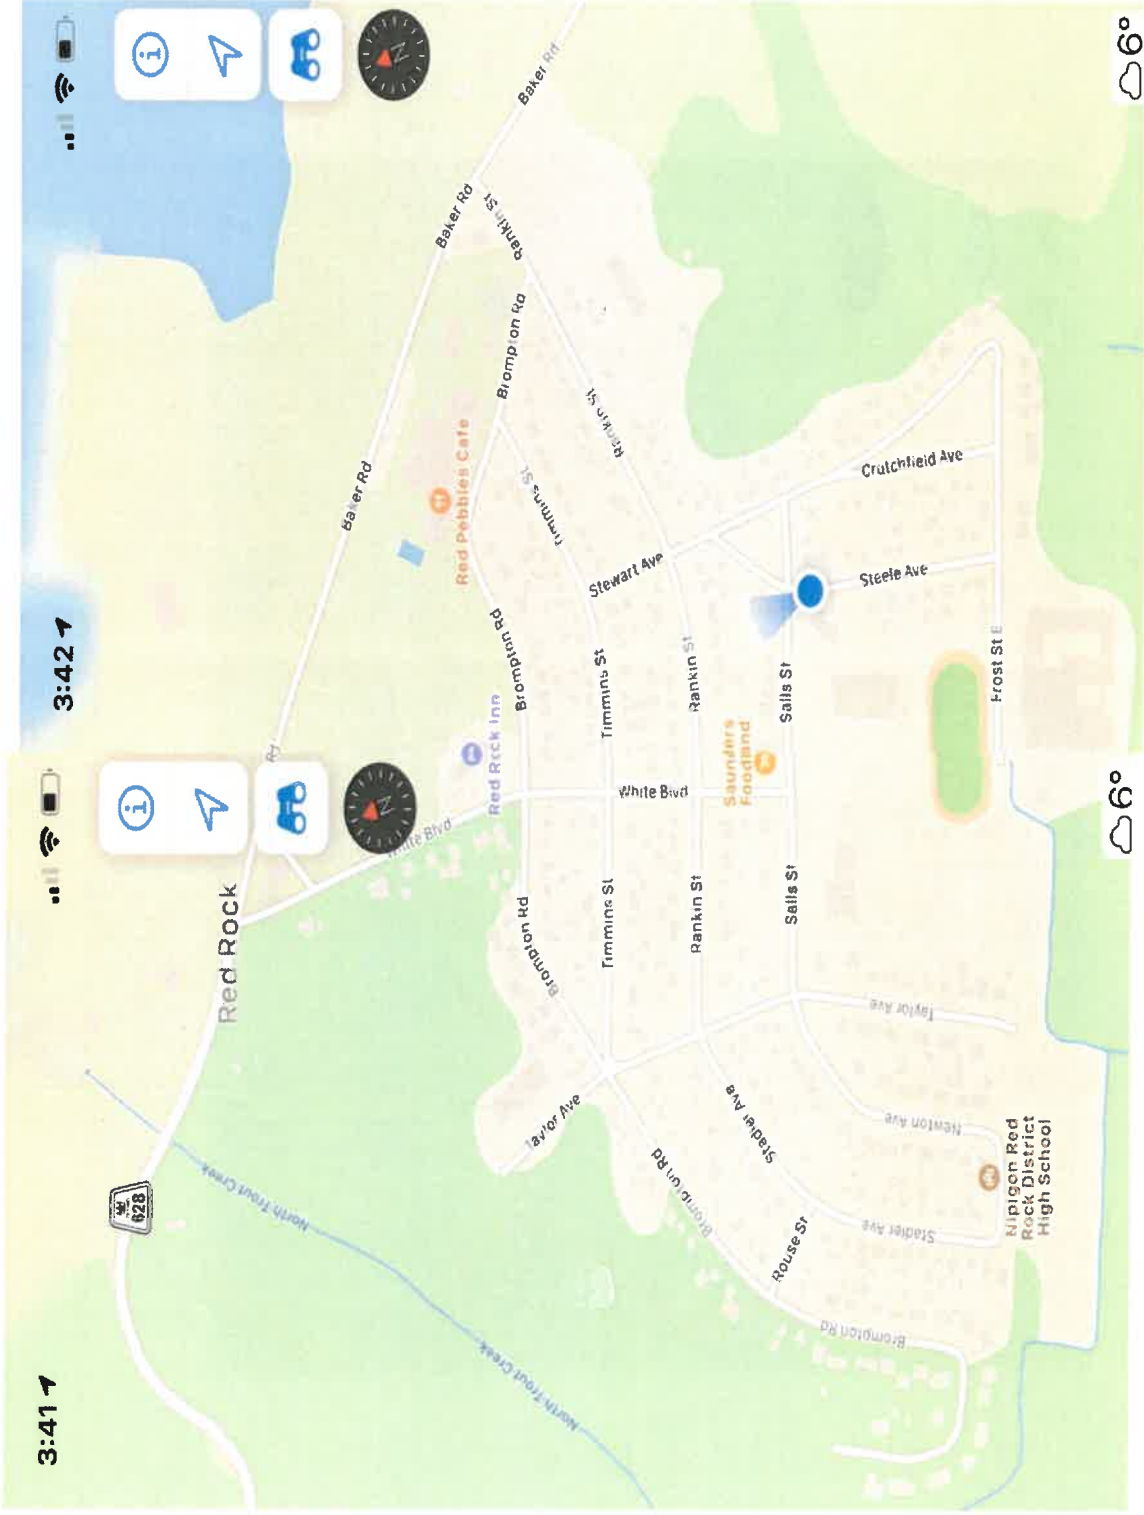 3:41
3:42
6°
6°
N
N
628
Red Rock
Rd
Baker Rd
Baker Rd
Baker Rd
North Trout Creek
North Trout Creek
White Blvd
Red Rock Inn
Red Pebbles Cafe
Brompton Rd
Brompton Rd
Brompton Rd
Rankin St
Timmins St
Rankin St
Taylor Ave
Timmins St
Timmins St
Stewart Ave
White Blvd
Brompton Rd
Brompton Rd
Stadler Ave
Rankin St
Rankin St
Saunders
Foodland
Salls St
Salls St
Crutchfield Ave
Steele Ave
Rouse St
Taylor Ave
Newton Ave
Stadler Ave
Brompton Rd
Frost St E
Nipigon Red
Rock District
High School